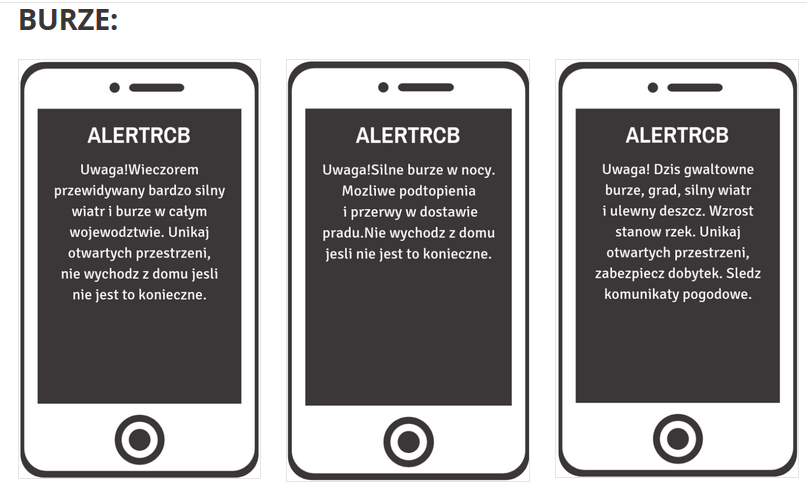 BURZE:
ALERTRCB
Uwaga!Wieczorem
przewidywany bardzo silny
wiatr i burze w całym
wojewodztwie. Unikaj
otwartych przestrzeni,
nie wychodz z domu jesli
nie jest to konieczne.
ALERTRCB
Uwaga!Silne burze w nocy.
Mozliwe podtopienia
i przerwy w dostawie
pradu.Nie wychodz z domu
jesli nie jest to konieczne.
ALERTRCB
Uwaga! Dzis gwaltowne
burze, grad, silny wiatr
i ulewny deszcz. Wzrost
stanow rzek. Unikaj
otwartych przestrzeni,
zabezpiecz dobytek. Sledz
komunikaty pogodowe.